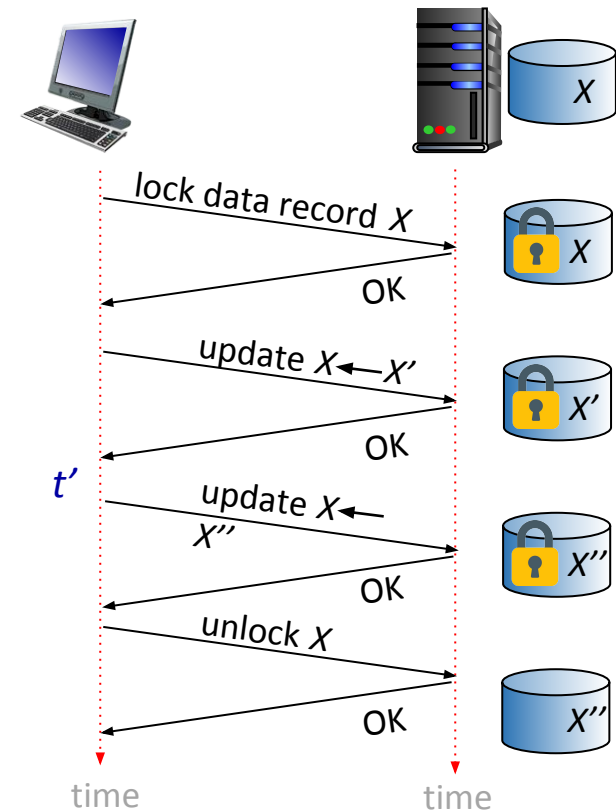 X
lock data record X
X
OK
update X ← X'
X'
OK
t'
update X ←
X''
X''
OK
unlock X
X''
OK
time
time